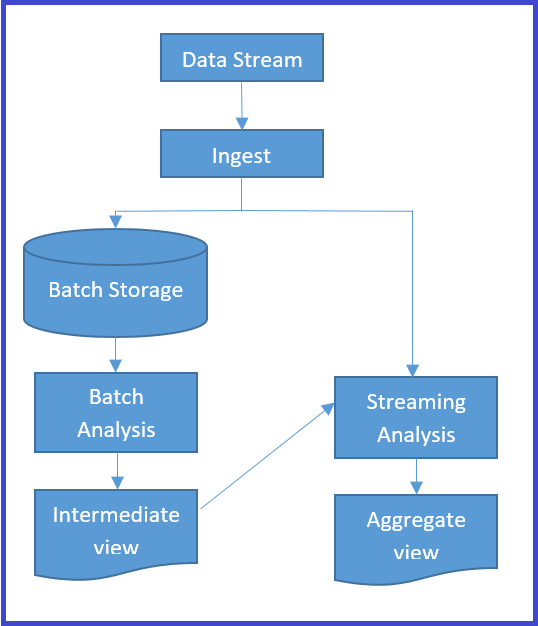 Data Stream
Ingest
Batch Storage
Batch
Analysis
Streaming
Analysis
Intermediate
view
Aggregate
view